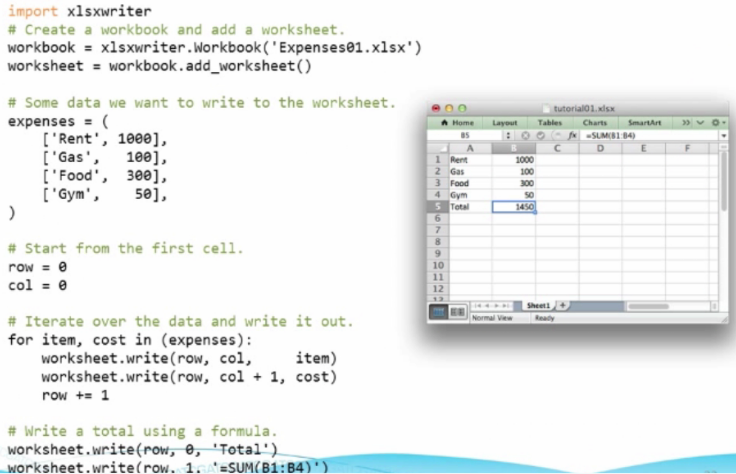 import xlsxwriter
# Create a workbook and add a worksheet.
workbook = xlsxwriter.Workbook('Expenses01.xlsx')
worksheet = workbook.add_worksheet()
# Some data we want to write to the worksheet.
expenses = (
['Rent', 1000],
['Gas', 100],
['Food', 300],
['Gym', 50],
)
# Start from the first cell.
row = 0
col = 0
# Iterate over the data and write it out.
for item, cost in (expenses):
worksheet.write(row, col, item)
worksheet.write(row, col + 1, cost)
row += 1
# Write a total using a formula.
worksheet.write(row, 0, 'Total')
worksheet.write(row, 1, '=SUM(B1:B4)')
tutorial01.xlsx
Home Layout Tables Charts SmartArt
B5 fx =SUM(B1:B4)
A B C D E F
1 Rent 1000
2 Gas 100
3 Food 300
4 Gym 50
5 Total 1450
6
7
8
9
10
11
12
13
Sheet1
Normal View Ready